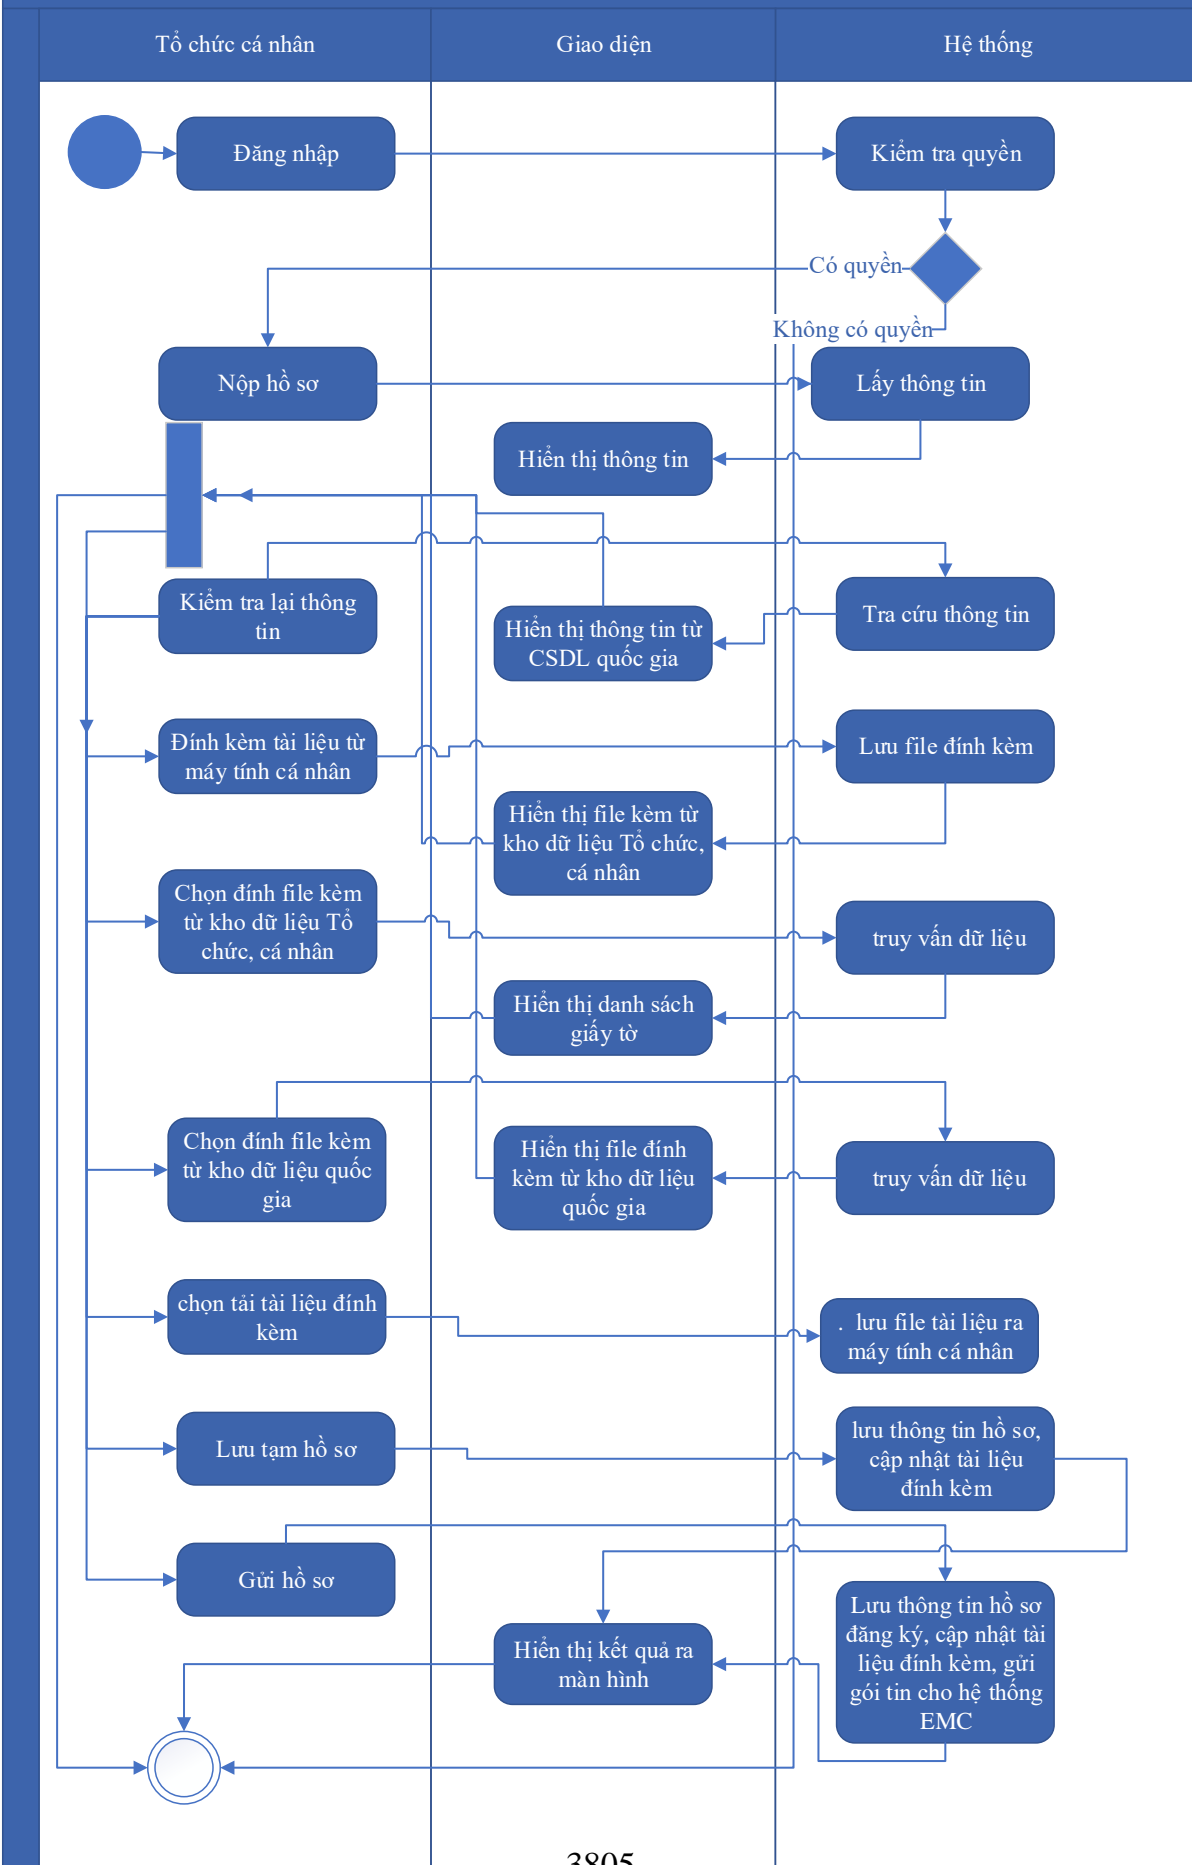 Tổ chức cá nhân
Giao diện
Hệ thống
Đăng nhập
Kiểm tra quyền
Có quyền
Không có quyền
Nộp hồ sơ
Lấy thông tin
Hiển thị thông tin
Kiểm tra lại thông
tin
Hiển thị thông tin từ
CSDL quốc gia
Tra cứu thông tin
Đính kèm tài liệu từ
máy tính cá nhân
Lưu file đính kèm
Hiển thị file kèm từ
kho dữ liệu Tổ chức,
cá nhân
Chọn đính file kèm
từ kho dữ liệu Tổ
chức, cá nhân
truy vấn dữ liệu
Hiển thị danh sách
giấy tờ
Chọn đính file kèm
từ kho dữ liệu quốc
gia
Hiển thị file đính
kèm từ kho dữ liệu
quốc gia
truy vấn dữ liệu
chọn tải tài liệu đính
kèm
. lưu file tài liệu ra
máy tính cá nhân
Lưu tạm hồ sơ
lưu thông tin hồ sơ,
cập nhật tài liệu
đính kèm
Gửi hồ sơ
Hiển thị kết quả ra
màn hình
Lưu thông tin hồ sơ
đăng ký, cập nhật tài
liệu đính kèm, gửi
gói tin cho hệ thống
EMC
3805